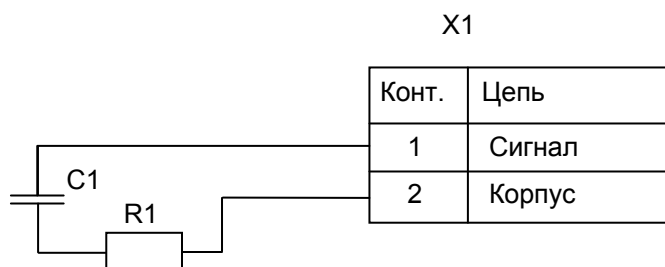 X1
Конт. Цепь
1 Сигнал
2 Корпус
C1
R1